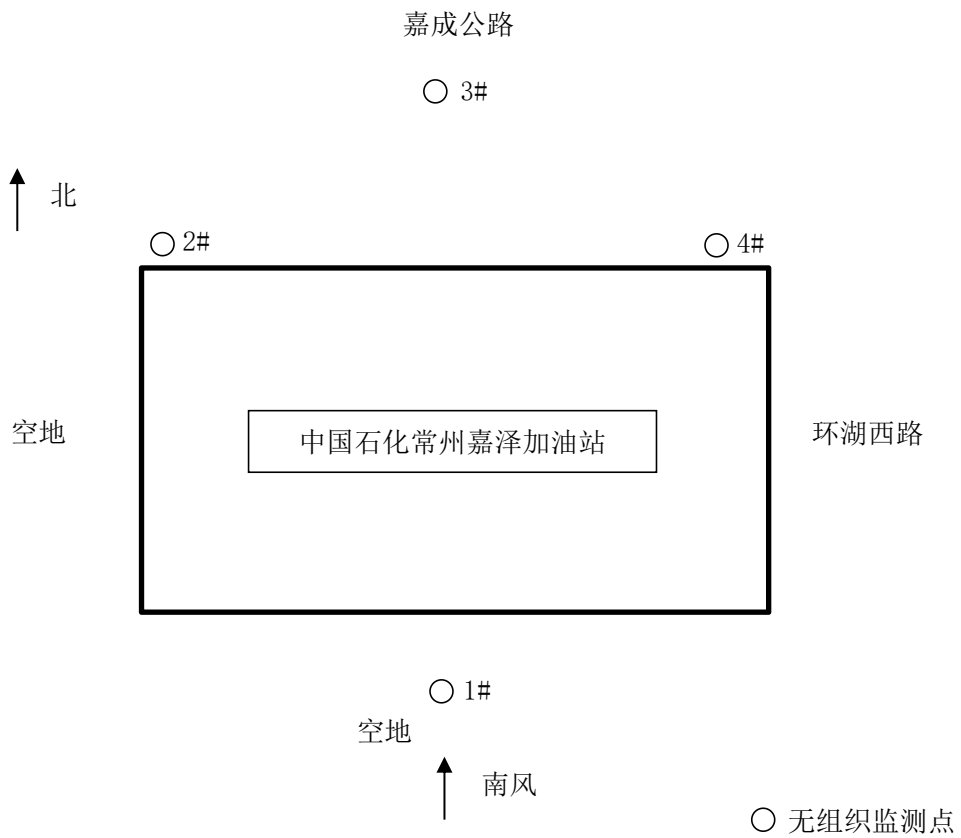 嘉成公路
3#
北
2#
4#
空地
中国石化常州嘉泽加油站
环湖西路
1#
空地
南风
无组织监测点